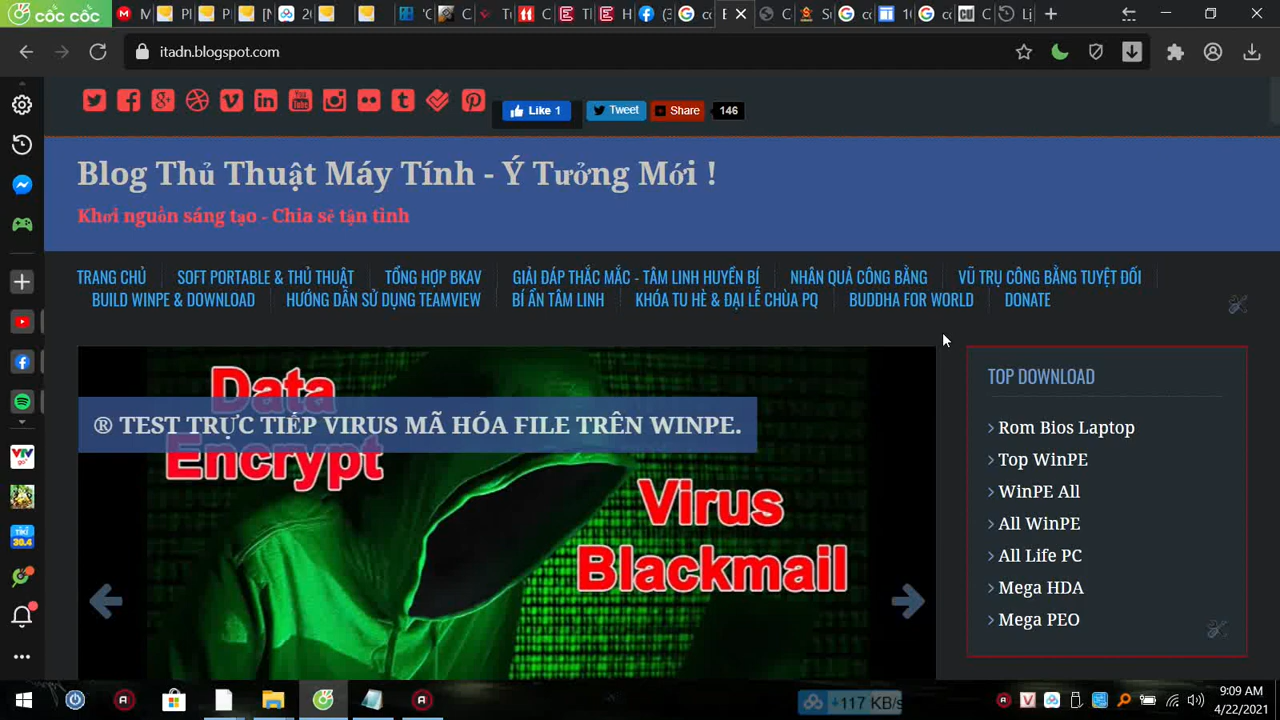 cốc cốc
itadn.blogspot.com
Like 1
Tweet
Share
146
Blog Thủ Thuật Máy Tính - Ý Tưởng Mới !
Khơi nguồn sáng tạo - Chia sẻ tận tình
TRANG CHỦ
SOFT PORTABLE & THỦ THUẬT
TỔNG HỢP BKAV
GIẢI ĐÁP THẮC MẮC - TÂM LINH HUYỀN BÍ
NHÂN QUẢ CÔNG BẰNG
VŨ TRỤ CÔNG BẰNG TUYỆT ĐỐI
BUILD WINPE & DOWNLOAD
HƯỚNG DẪN SỬ DỤNG TEAMVIEW
BÍ ẨN TÂM LINH
KHÓA TU HÈ & ĐẠI LỄ CHÙA PQ
BUDDHA FOR WORLD
DONATE
Data
® TEST TRỰC TIẾP VIRUS MÃ HÓA FILE TRÊN WINPE.
Encrypt
Virus
Blackmail
TOP DOWNLOAD
Rom Bios Laptop
Top WinPE
WinPE All
All WinPE
All Life PC
Mega HDA
Mega PEO
117 KB/s
9:09 AM
4/22/2021